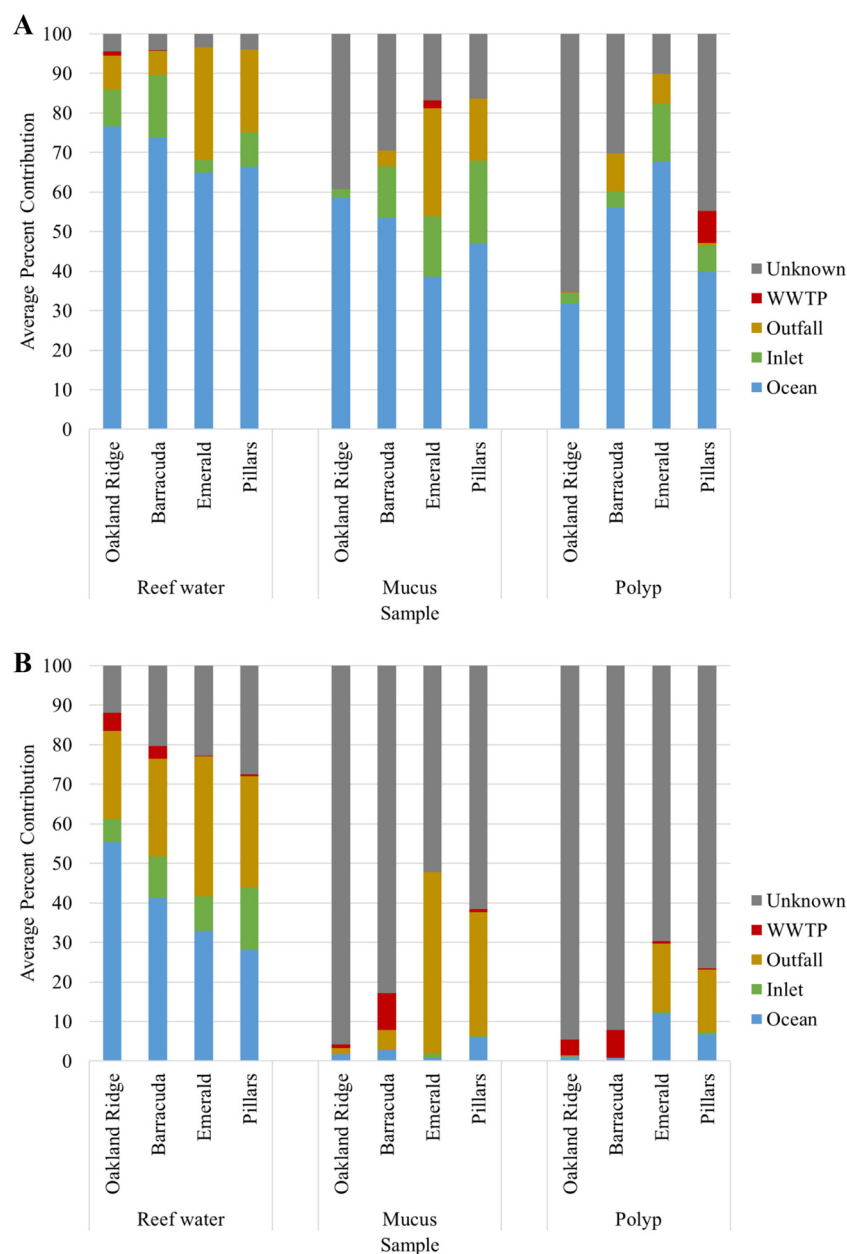 A
100
90
80
70
60
50
40
30
20
10
0
Average Percent Contribution
Unknown
WWTP
Outfall
Inlet
Ocean
Oakland Ridge
Barracuda
Emerald
Pillars
Oakland Ridge
Barracuda
Emerald
Pillars
Oakland Ridge
Barracuda
Emerald
Pillars
Reef water
Mucus
Polyp
Sample
B
100
90
80
70
60
50
40
30
20
10
0
Average Percent Contribution
Unknown
WWTP
Outfall
Inlet
Ocean
Oakland Ridge
Barracuda
Emerald
Pillars
Oakland Ridge
Barracuda
Emerald
Pillars
Oakland Ridge
Barracuda
Emerald
Pillars
Reef water
Mucus
Polyp
Sample